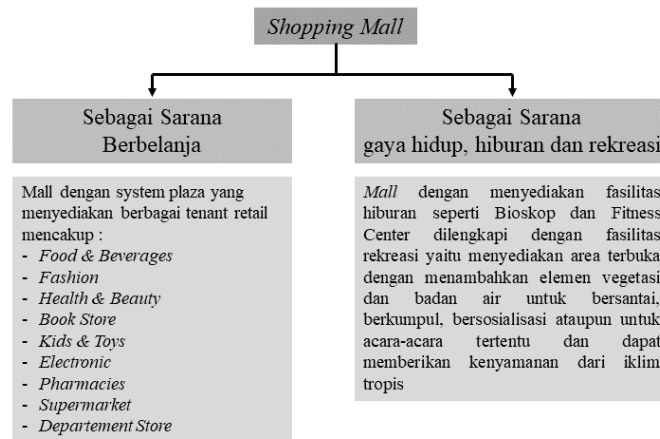 Shopping Mall
Sebagai Sarana
Berbelanja
Mall dengan system plaza yang
menyediakan berbagai tenant retail
mencakup :
- Food & Beverages
- Fashion
- Health & Beauty
- Book Store
- Kids & Toys
- Electronic
- Pharmacies
- Supermarket
- Departement Store
Sebagai Sarana
gaya hidup, hiburan dan rekreasi
Mall dengan menyediakan fasilitas
hiburan seperti Bioskop dan Fitness
Center dilengkapi dengan fasilitas
rekreasi yaitu menyediakan area terbuka
dengan menambahkan elemen vegetasi
dan badan air untuk bersantai,
berkumpul, bersosialisasi ataupun untuk
acara-acara tertentu dan dapat
memberikan kenyamanan dari iklim
tropis